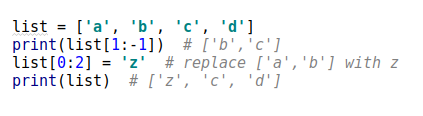 list = ['a', 'b', 'c', 'd']
print(list[1:-1])  # ['b','c']
list[0:2] = 'z'  # replace ['a','b'] with z
print(list)  # ['z', 'c', 'd']